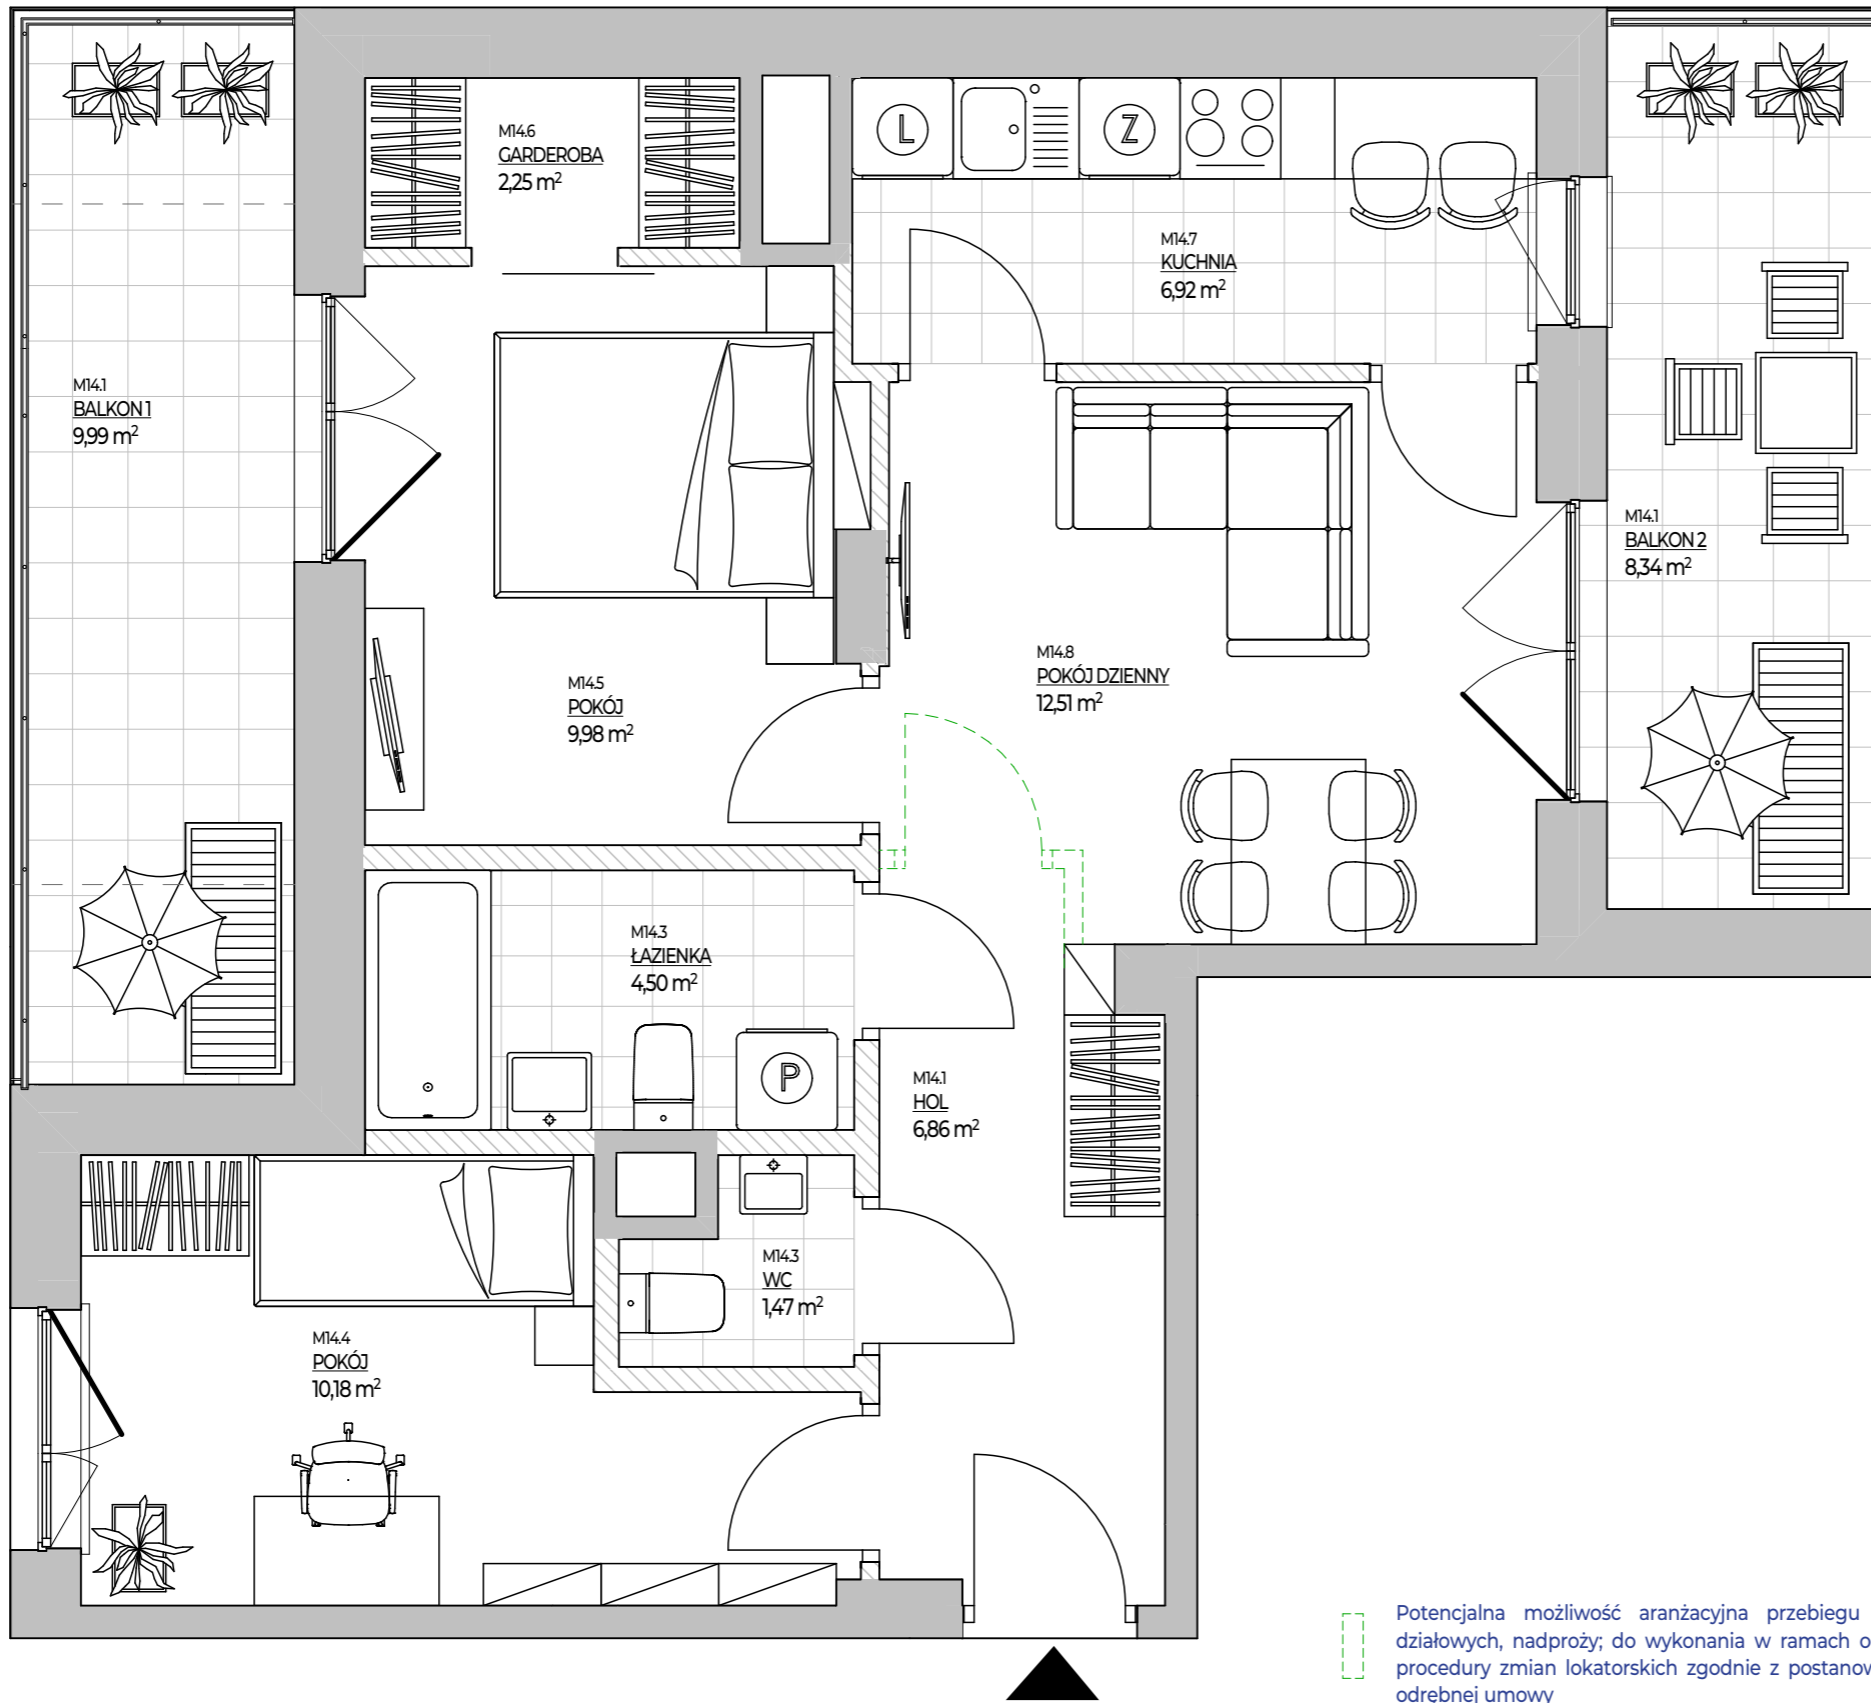 M14.6
GARDEROBA
2,25 m²
L
Z
M14.7
KUCHNIA
6,92 m²
M14.1
BALKON 1
9,99 m²
M14.1
BALKON 2
8,34 m²
M14.8
POKÓJ DZIENNY
12,51 m²
M14.5
POKÓJ
9,98 m²
M14.3
ŁAZIENKA
4,50 m²
P
M14.1
HOL
6,86 m²
M14.3
WC
1,47 m²
M14.4
POKÓJ
10,18 m²
Potencjalna możliwość aranżacyjna przebiegu
działowych, nadproży; do wykonania w ramach o
procedury zmian lokatorskich zgodnie z postanow
odrębnej umowy